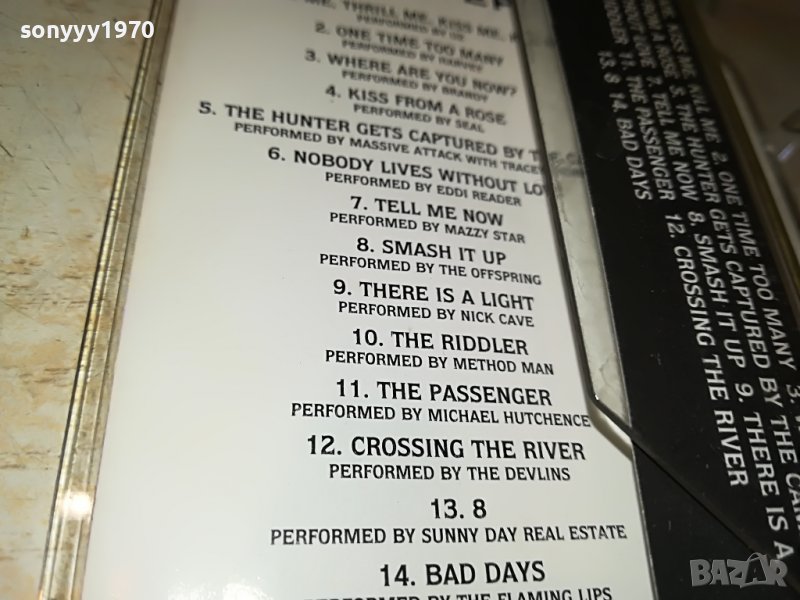 sonyyy1970
ME, THRILL ME, KISS ME,
PERFORMED BY U2
2. ONE TIME TOO MANY
PERFORMED BY
3. WHERE ARE YOU NOW?
PERFORMED BY BRANDY
4. KISS FROM A ROSE
PERFORMED BY SEAL
5. THE HUNTER GETS CAPTURED BY
PERFORMED BY MASSIVE ATTACK WITH TRACEY
6. NOBODY LIVES WITHOUT LO
PERFORMED BY EDDI READER
7. TELL ME NOW
PERFORMED BY MAZZY STAR
8. SMASH IT UP
PERFORMED BY THE OFFSPRING
9. THERE IS A LIGHT
PERFORMED BY NICK CAVE
10. THE RIDDLER
PERFORMED BY METHOD MAN
11. THE PASSENGER
PERFORMED BY MICHAEL HUTCHENCE
12. CROSSING THE RIVER
PERFORMED BY THE DEVLINS
13. 8
PERFORMED BY SUNNY DAY REAL ESTATE
14. BAD DAYS
PERFORMED BY THE FLAMING LIPS
KISS ME, KILL ME 2. ONE TIME TOO MANY 3.
A ROSE 5. THE HUNTER GETS CAPTURED BY THE
LOVE 7. TELL ME NOW 8. SMASH IT UP 9. THERE IS A
RIDDLER 11. THE PASSENGER 12. CROSSING THE RIVER
13. 8 14. BAD DAYS
BAZAR